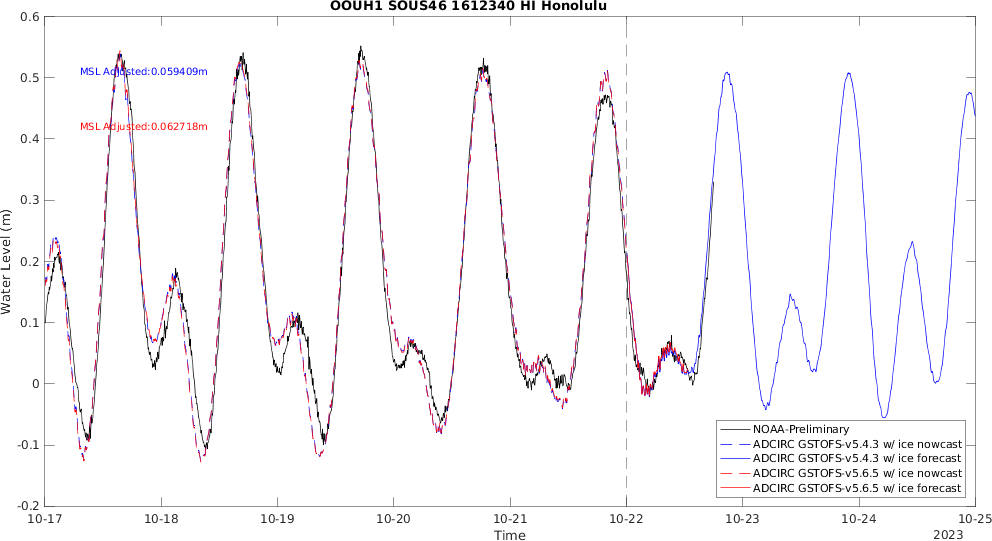 OOUH1 SOUS46 1612340 HI Honolulu
0.6
0.5
0.4
0.3
0.2
0.1
0
-0.1
-0.2
Water Level (m)
MSL Adjusted:0.059409m
MSL Adjusted:0.062718m
NOAA-Preliminary
ADCIRC GSTOFS-v5.4.3 w/ ice nowcast
ADCIRC GSTOFS-v5.4.3 w/ ice forecast
ADCIRC GSTOFS-v5.6.5 w/ ice nowcast
ADCIRC GSTOFS-v5.6.5 w/ ice forecast
10-17 10-18 10-19 10-20 10-21 10-22 10-23 10-24 10-25
Time
2023